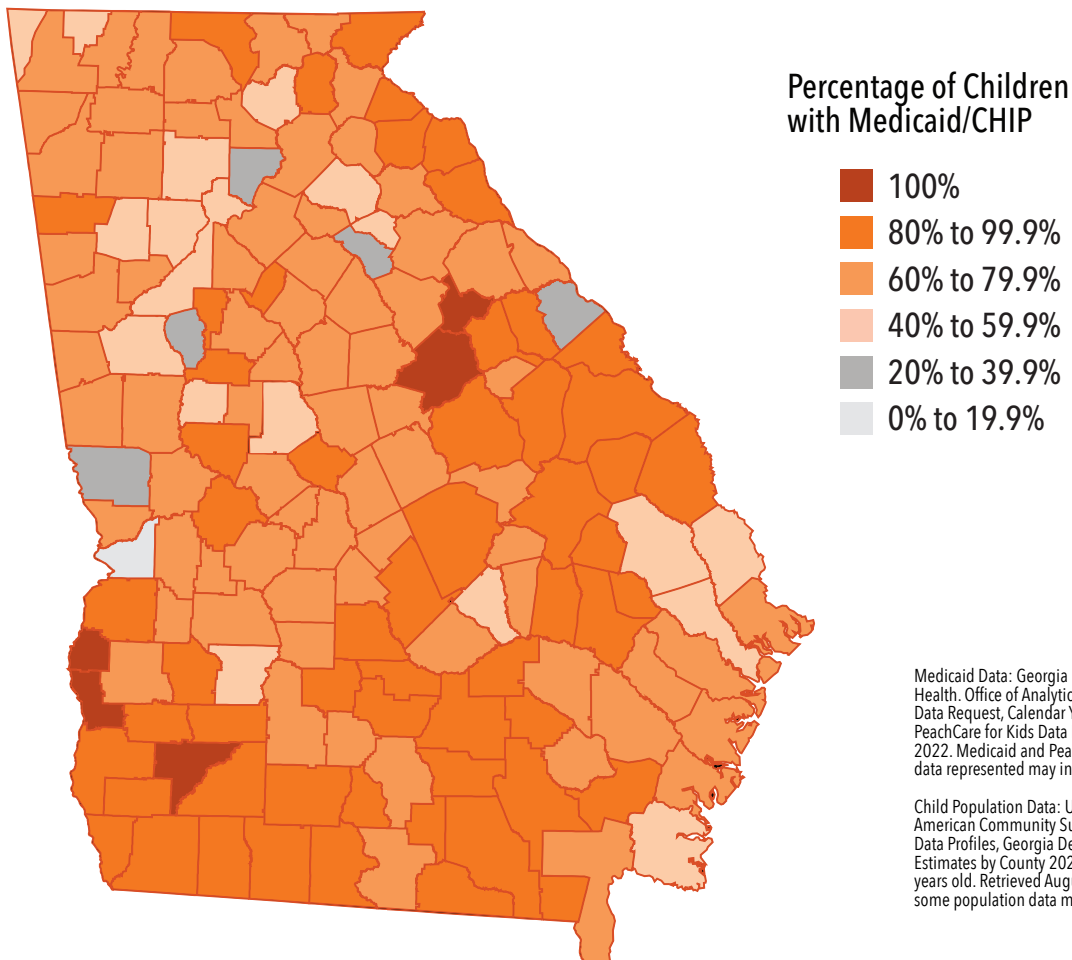 Percentage of Children
with Medicaid/CHIP
100%
80% to 99.9%
60% to 79.9%
40% to 59.9%
20% to 39.9%
0% to 19.9%
Medicaid Data: Georgia
Health. Office of Analytic
Data Request, Calendar Y
PeachCare for Kids Data
2022. Medicaid and Pea
data represented may in
Child Population Data: U
American Community Su
Data Profiles, Georgia De
Estimates by County 202
years old. Retrieved Aug
some population data m